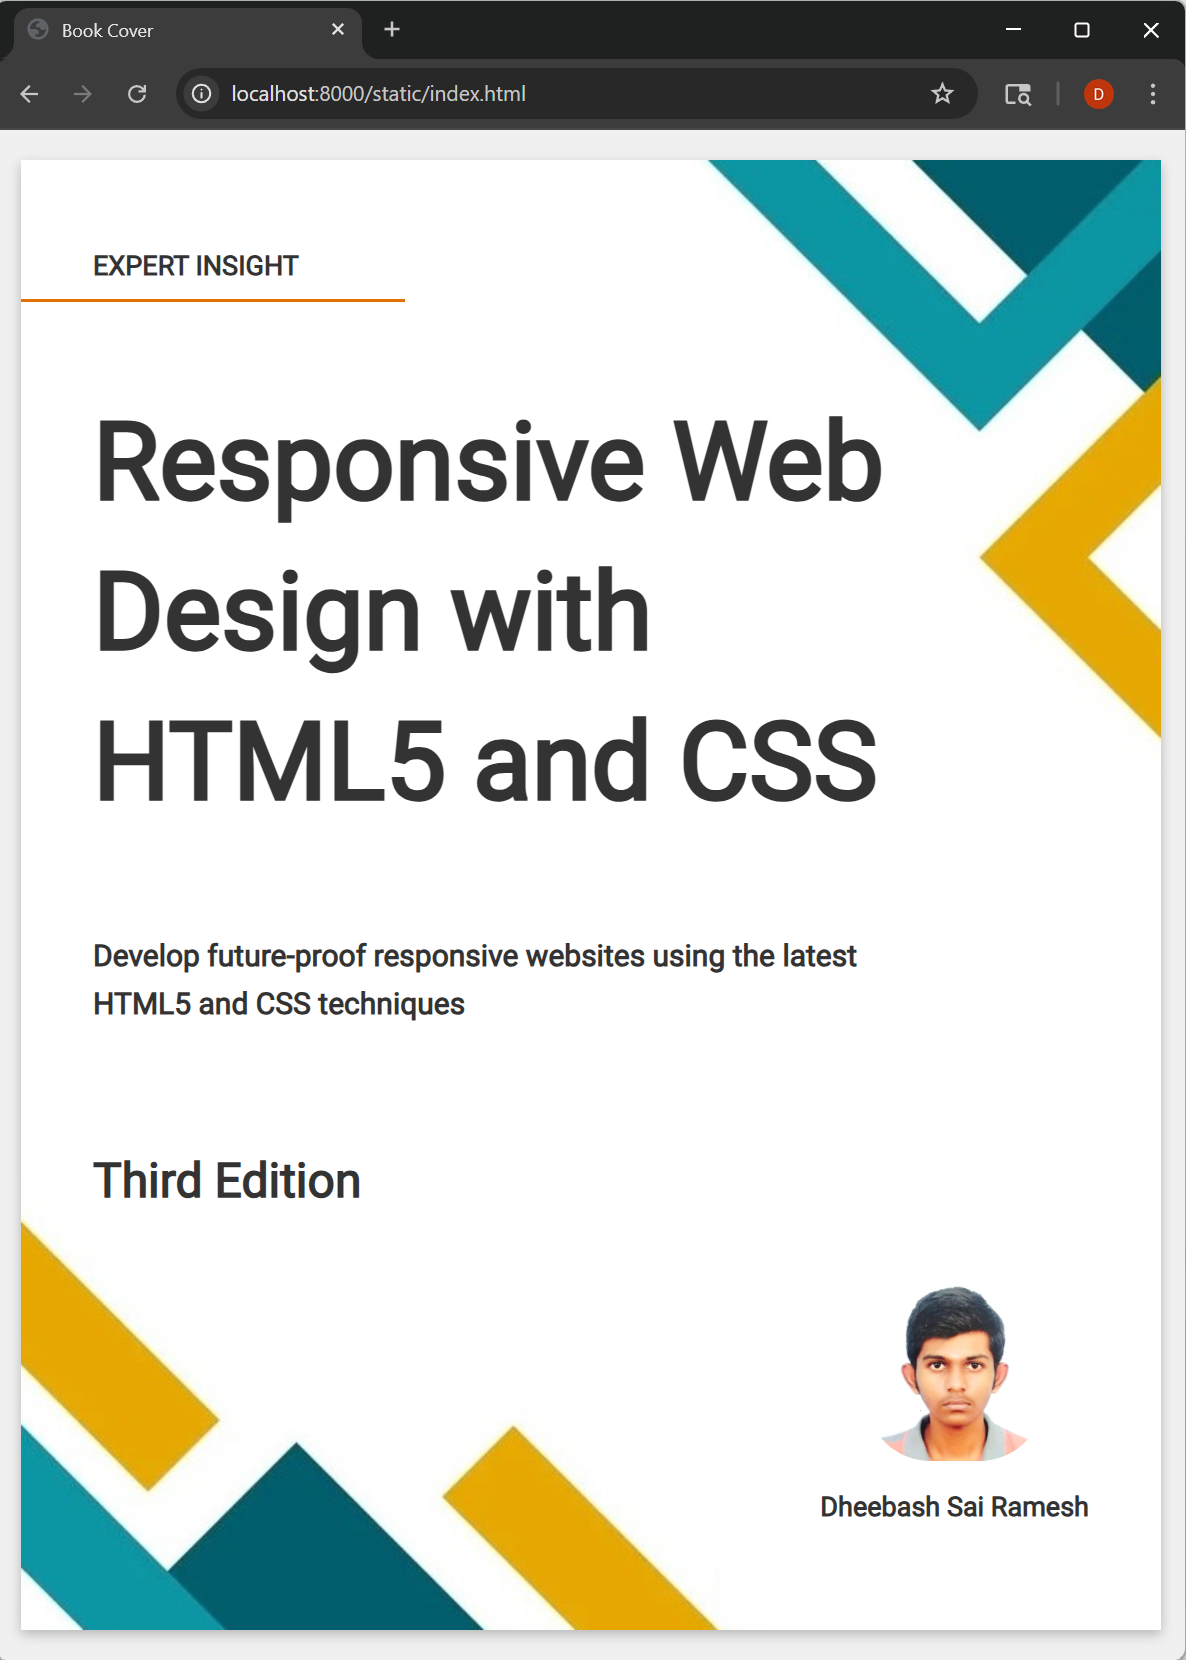 Book Cover
localhost:8000/static/index.html
D
EXPERT INSIGHT
Responsive Web
Design with
HTML5 and CSS
Develop future-proof responsive websites using the latest
HTML5 and CSS techniques
Third Edition
Dheebash Sai Ramesh